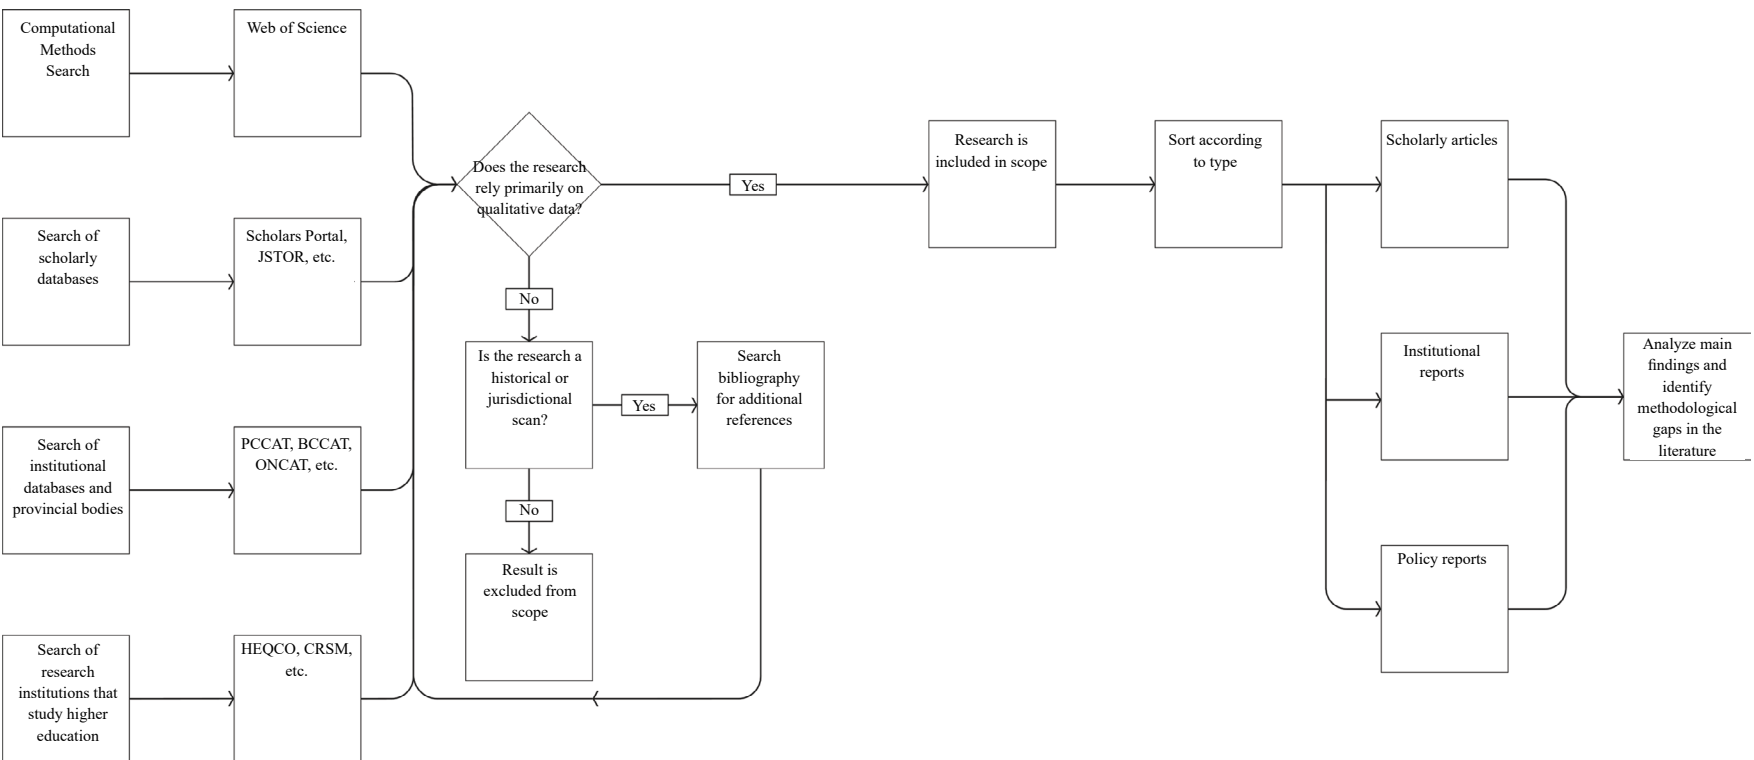 Computational
Methods
Search
Web of Science
Search of
scholarly
databases
Scholars Portal,
JSTOR, etc.
Search of
institutional
databases and
provincial bodies
PCCAT, BCCAT,
ONCAT, etc.
Search of
research
institutions that
study higher
education
HEQCO, CRSM,
etc.
Does the research
rely primarily on
qualitative data?
Yes
No
Is the research a
historical or
jurisdictional
scan?
Yes
Search
bibliography
for additional
references
No
Result is
excluded from
scope
Research is
included in scope
Sort according
to type
Scholarly articles
Institutional
reports
Policy reports
Analyze main
findings and
identify
methodological
gaps in the
literature